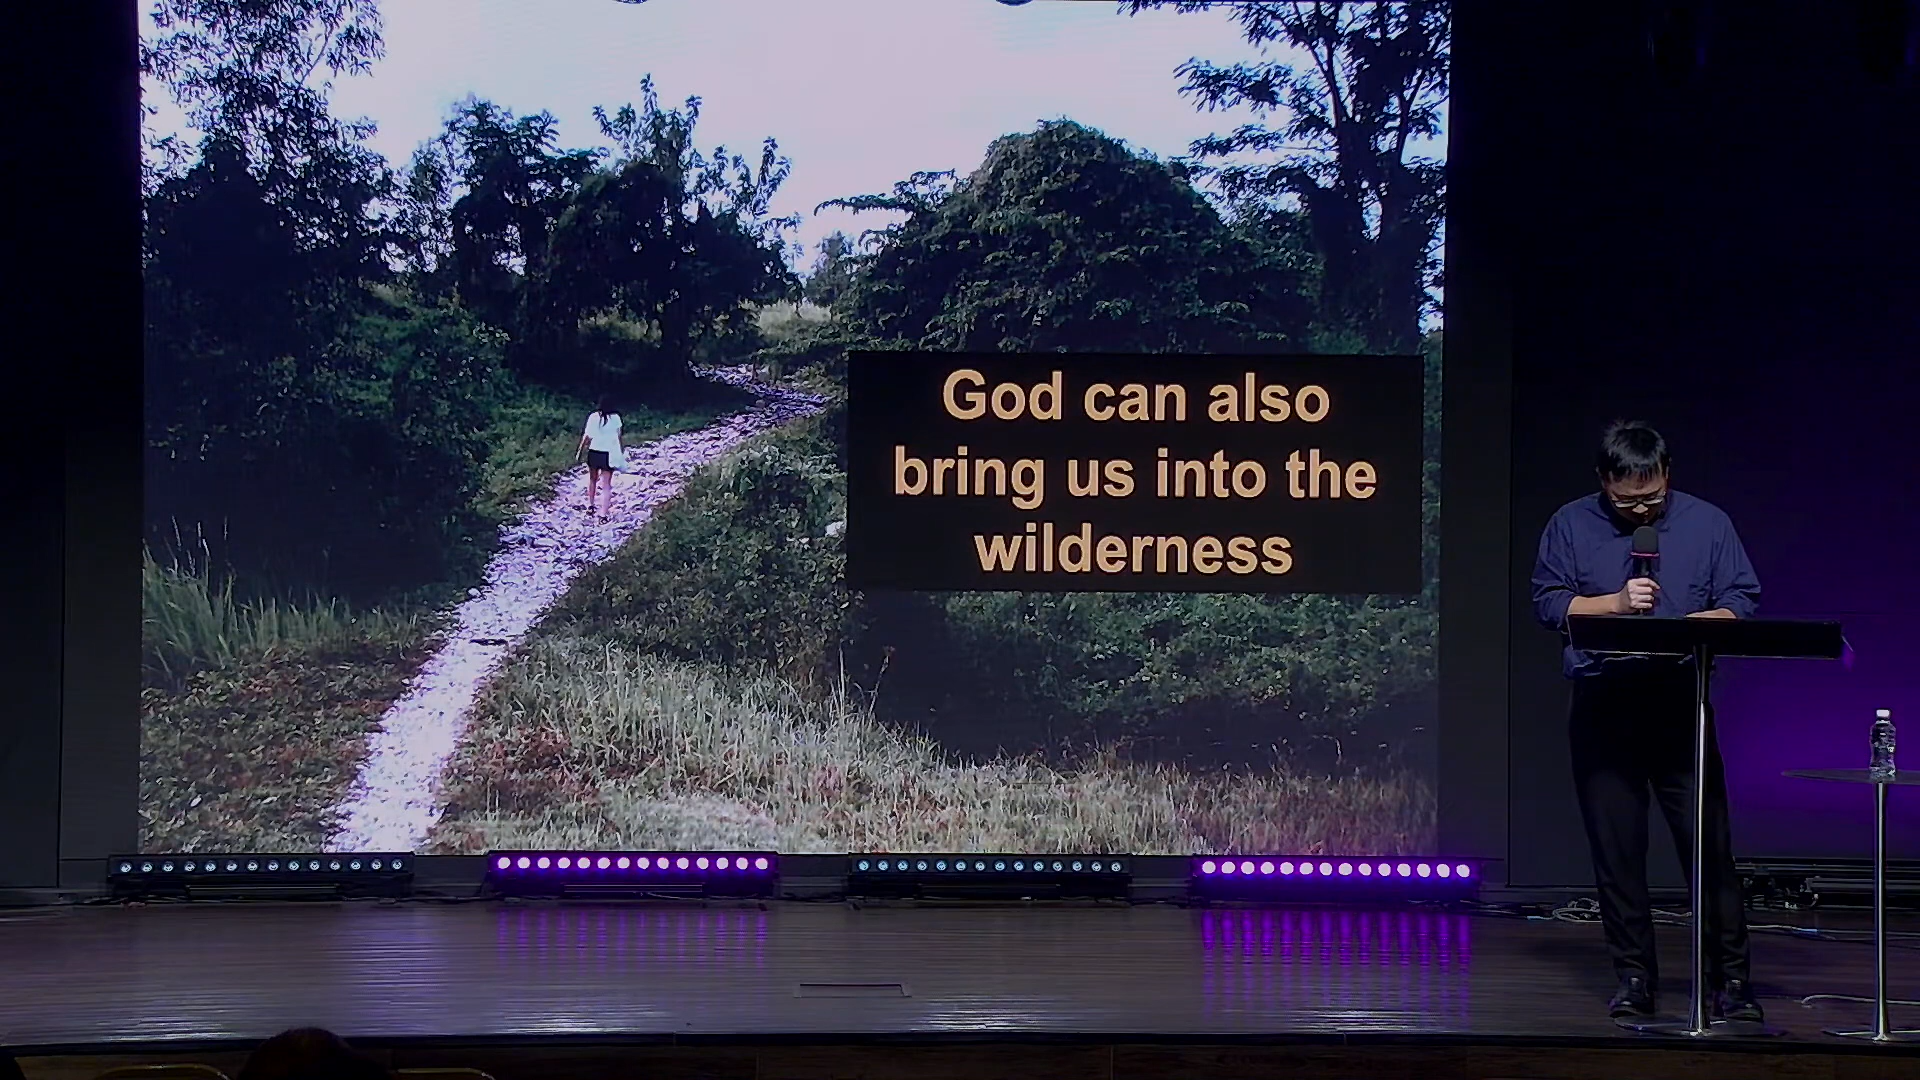 God can also
bring us into the
wilderness